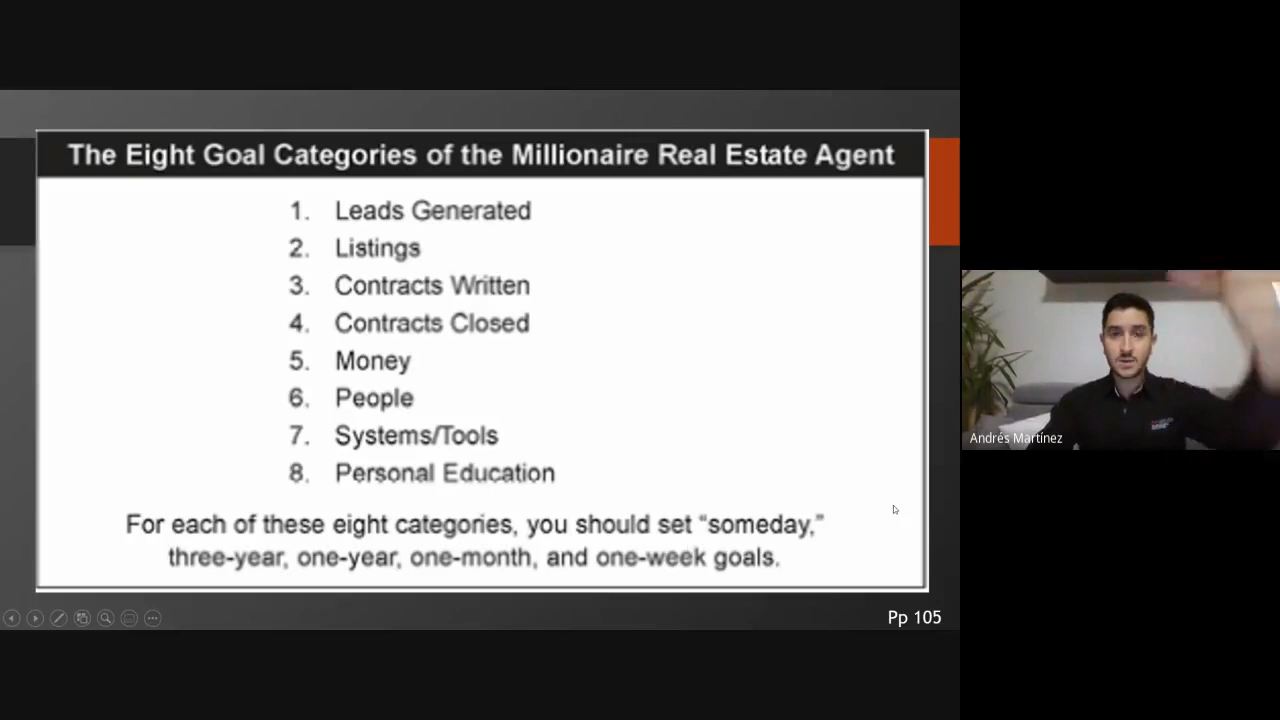 The Eight Goal Categories of the Millionaire Real Estate Agent
1. Leads Generated
2. Listings
3. Contracts Written
4. Contracts Closed
5. Money
6. People
7. Systems/Tools
8. Personal Education
For each of these eight categories, you should set “someday,”
three-year, one-year, one-month, and one-week goals.
Pp 105
Andrés Martínez